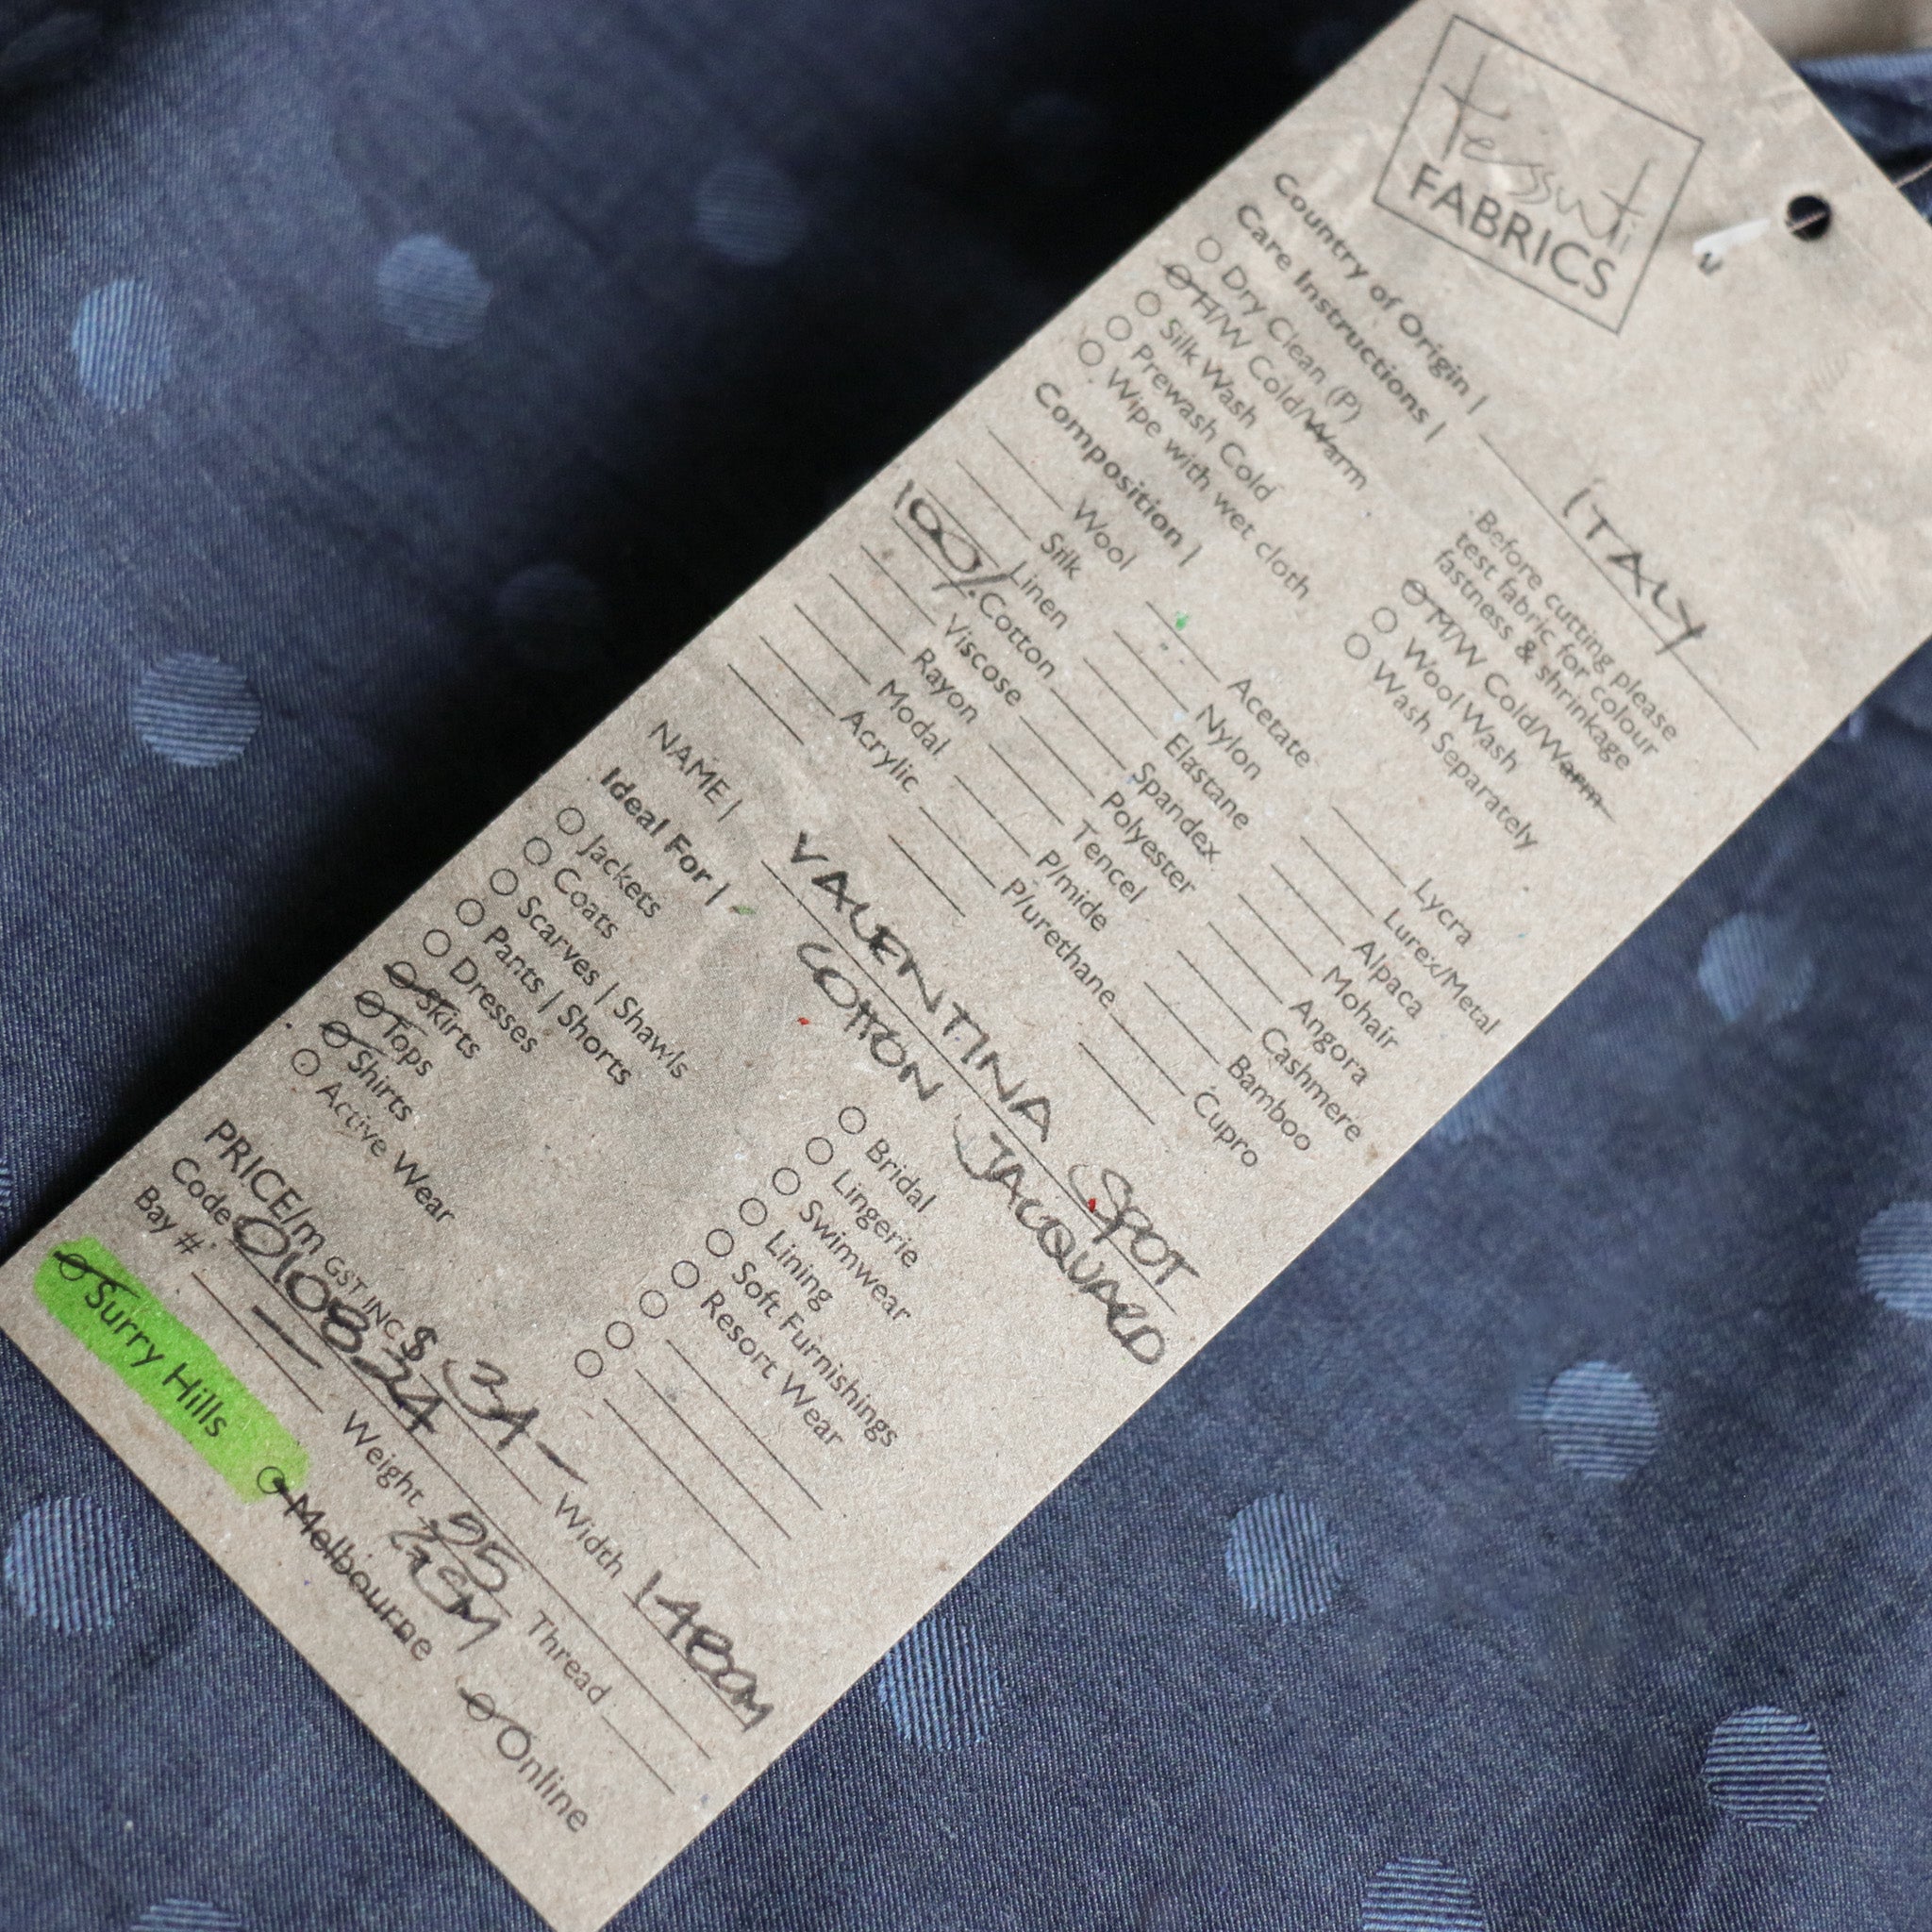 tessuti
FABRICS
Country of Origin | ITALY
Care Instructions |
Dry Clean (P)
H/W Cold/Warm
Silk Wash
Prewash Cold
Wipe with wet cloth
Before cutting please
test fabric for colour
fastness & shrinkage
M/W Cold/Warm
Wool Wash
Wash Separately
Composition |
Wool
Silk
Linen
100% Cotton
Viscose
Rayon
Modal
Acrylic
Acetate
Nylon
Elastane
Spandex
Polyester
Tencel
P/mide
P/urethane
Lycra
Lurex/Metal
Alpaca
Mohair
Angora
Cashmere
Bamboo
Cupro
NAME | VALENTINA SPOT
COTTON JACQUARD
Ideal For |
Jackets
Coats
Scarves | Shawls
Pants | Shorts
Dresses
Skirts
Tops
Shirts
Active Wear
Bridal
Lingerie
Swimwear
Lining
Soft Furnishings
Resort Wear
PRICE/m GST INC $ 34- Width 148CM
Code 010824 Thread
Bay # — Weight 95 GSM
Surry Hills Melbourne Online